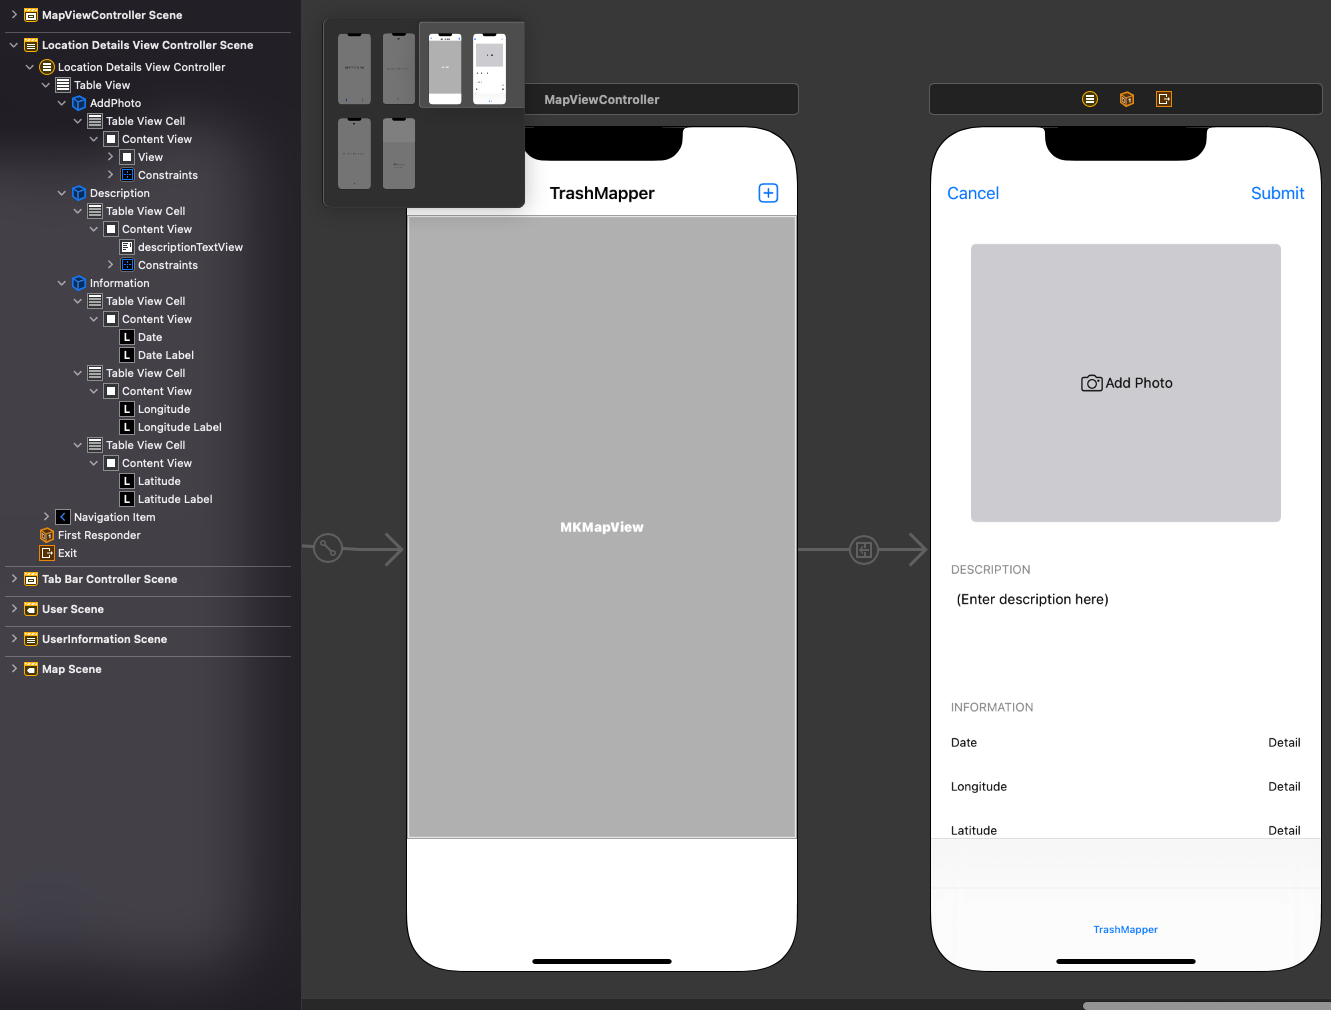 MapViewController Scene
Location Details View Controller Scene
Location Details View Controller
Table View
AddPhoto
Table View Cell
Content View
View
Constraints
Description
Table View Cell
Content View
descriptionTextView
Constraints
Information
Table View Cell
Content View
L Date
L Date Label
Table View Cell
Content View
L Longitude
L Longitude Label
Table View Cell
Content View
L Latitude
L Latitude Label
Navigation Item
First Responder
Exit
Tab Bar Controller Scene
User Scene
UserInformation Scene
Map Scene
MapViewController
TrashMapper
MKMapView
Cancel Submit
Add Photo
DESCRIPTION
(Enter description here)
INFORMATION
Date Detail
Longitude Detail
Latitude Detail
TrashMapper